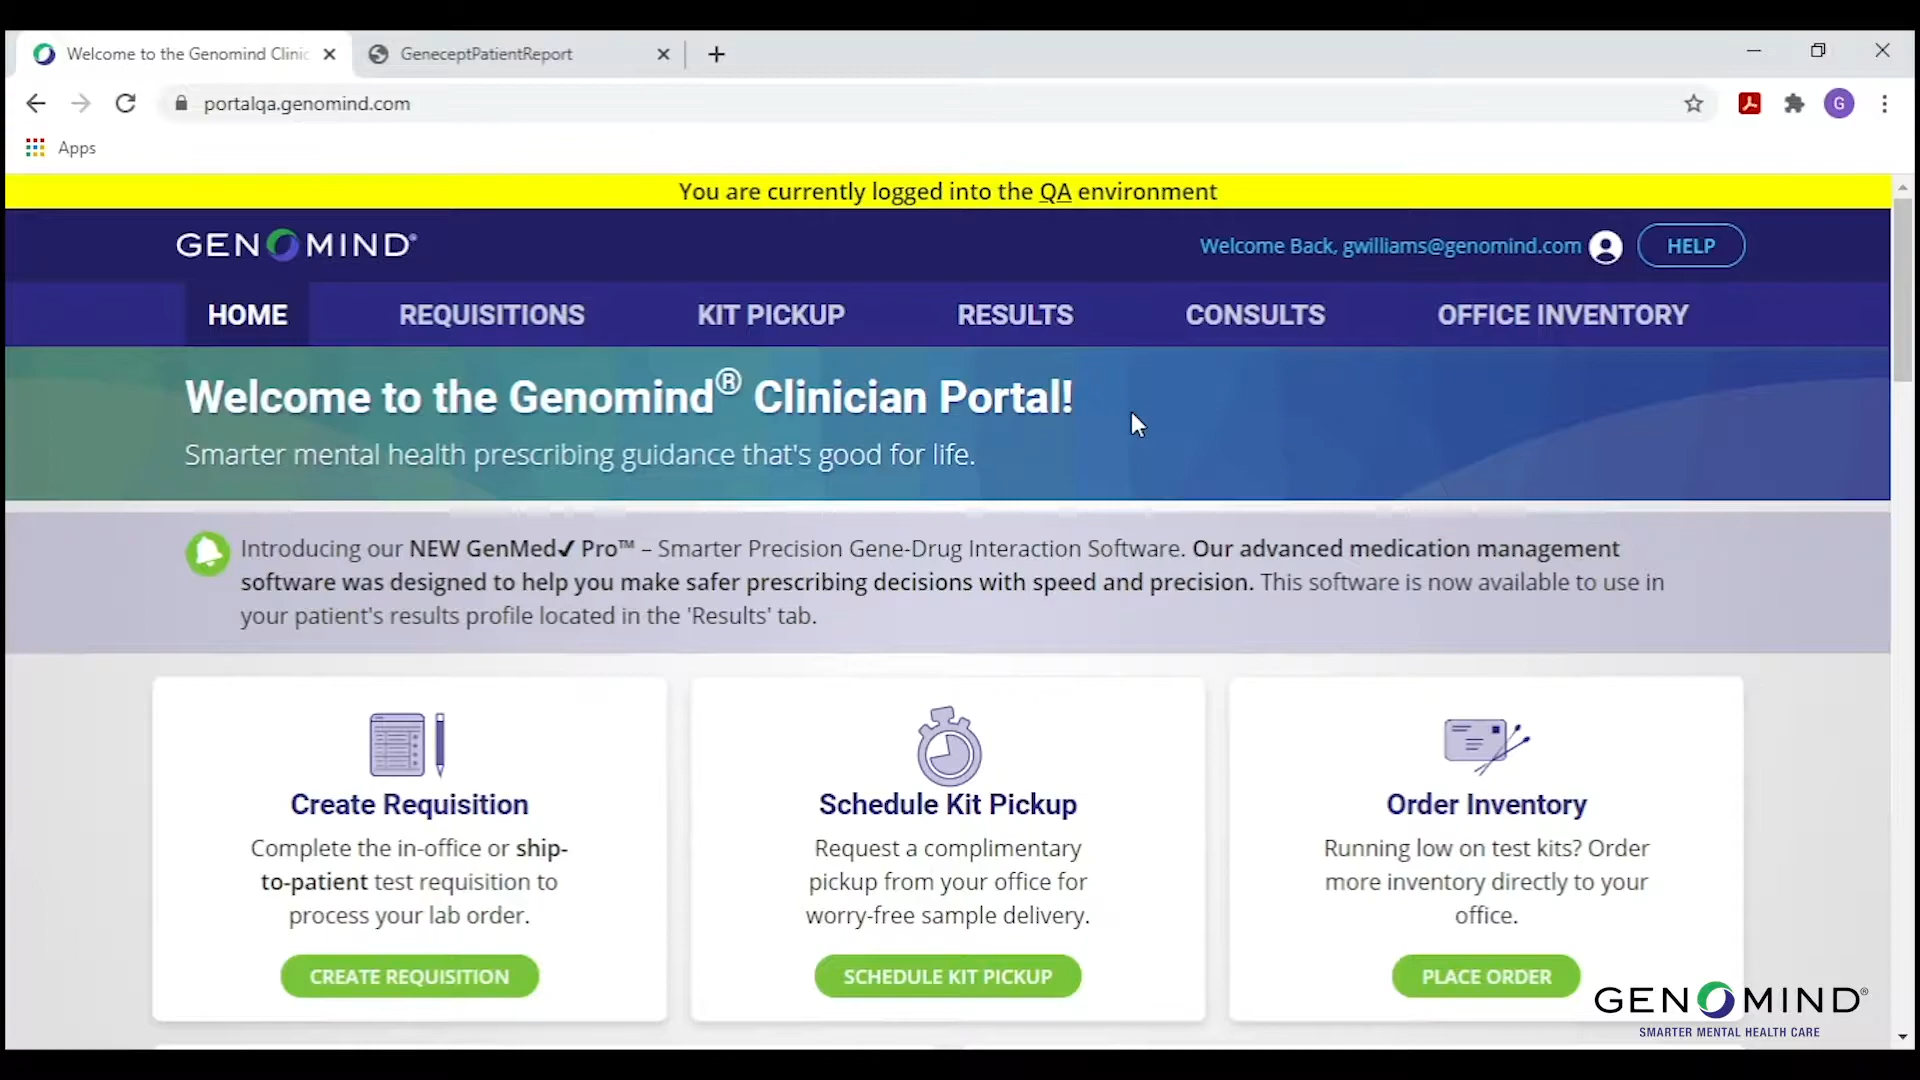 Welcome to the Genomind Clinic
GeneceptPatientReport
portalqa.genomind.com
G
Apps
You are currently logged into the QA environment
GENOMIND®
Welcome Back, gwilliams@genomind.com
HELP
HOME
REQUISITIONS
KIT PICKUP
RESULTS
CONSULTS
OFFICE INVENTORY
Welcome to the Genomind® Clinician Portal!
Smarter mental health prescribing guidance that's good for life.
Introducing our NEW GenMed✓ Pro™ – Smarter Precision Gene-Drug Interaction Software. Our advanced medication management
software was designed to help you make safer prescribing decisions with speed and precision. This software is now available to use in
your patient's results profile located in the 'Results' tab.
Create Requisition
Complete the in-office or ship-
to-patient test requisition to
process your lab order.
CREATE REQUISITION
Schedule Kit Pickup
Request a complimentary
pickup from your office for
worry-free sample delivery.
SCHEDULE KIT PICKUP
Order Inventory
Running low on test kits? Order
more inventory directly to your
office.
PLACE ORDER
GENOMIND®
SMARTER MENTAL HEALTH CARE